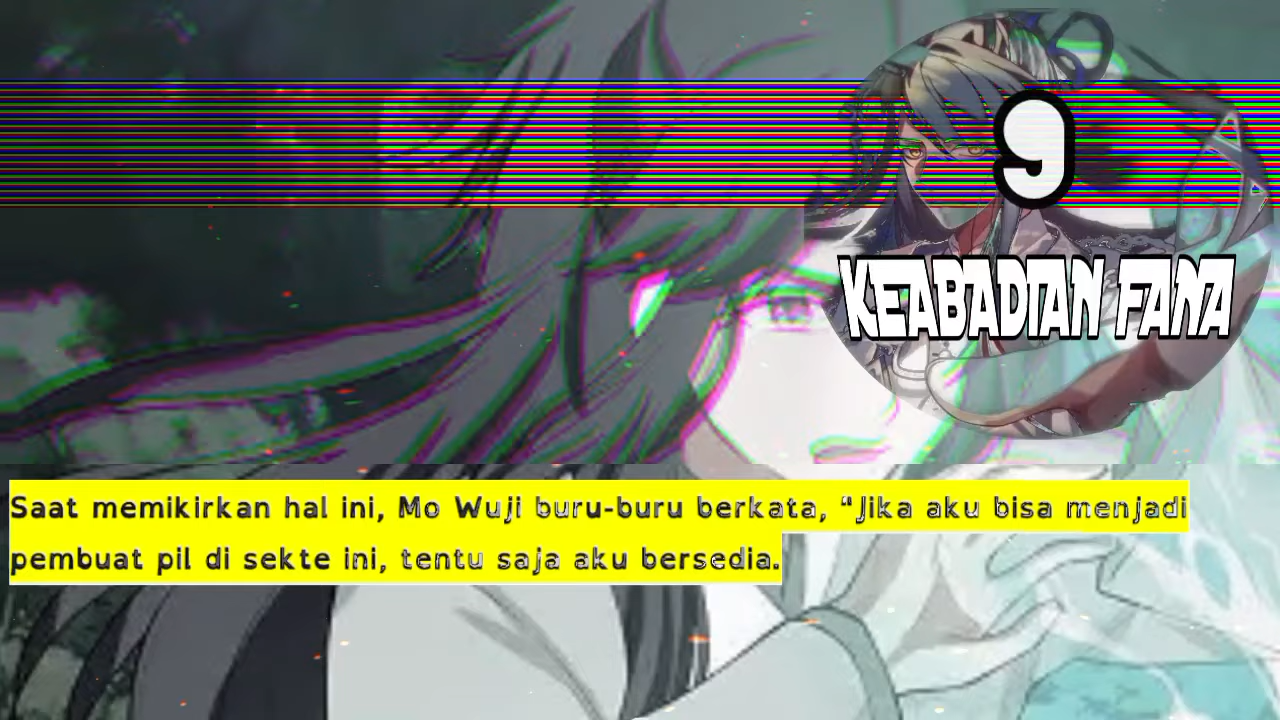 9
KEABADIAN FANA
Saat memikirkan hal ini, Mo Wuji buru-buru berkata, “Jika aku bisa menjadi
pembuat pil di sekte ini, tentu saja aku bersedia.